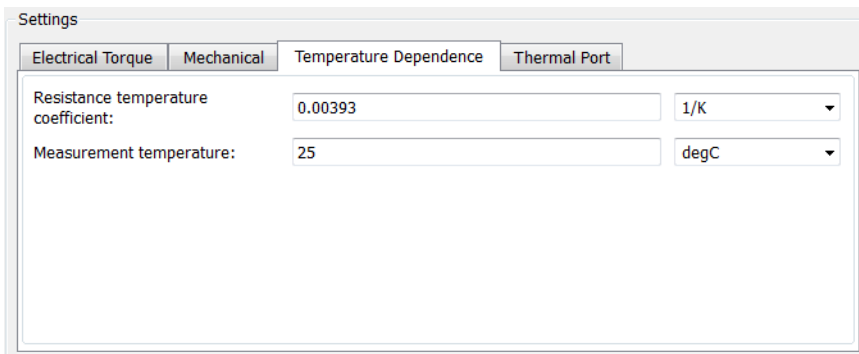 Settings
Electrical Torque Mechanical Temperature Dependence Thermal Port
Resistance temperature
coefficient: 0.00393 1/K
Measurement temperature: 25 degC